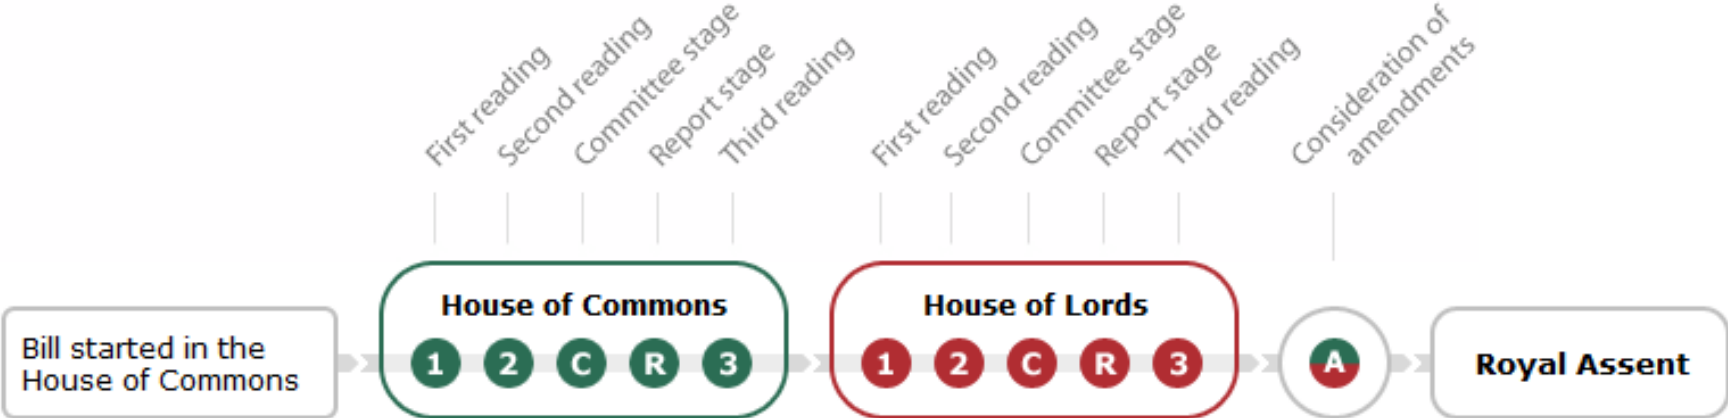 First reading
Second reading
Committee stage
Report stage
Third reading
First reading
Second reading
Committee stage
Report stage
Third reading
Consideration of
amendments
Bill started in the
House of Commons
House of Commons
1 2 C R 3
House of Lords
1 2 C R 3
A
Royal Assent